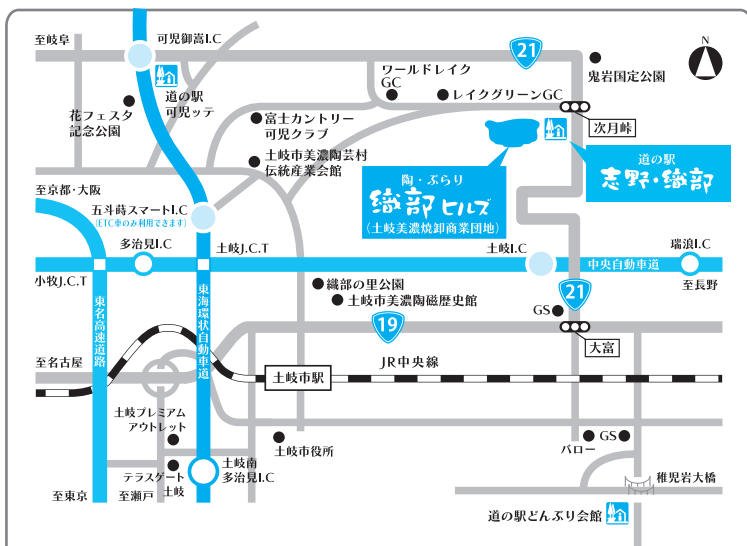 可児御嵩I.C
至岐阜
21
N
鬼岩国定公園
ワールドレイク
GC
レイクグリーンGC
道の駅
可児ッテ
花フェスタ
記念公園
富士カントリー
可児クラブ
次月峠
土岐市美濃陶芸村
伝統産業会館
道の駅
志野・織部
陶・ぶらり
織部ヒルズ
(土岐美濃焼卸商業団地)
至京都・大阪
五斗蒔スマートI.C
(ETC車のみ利用できます)
多治見I.C
土岐J.C.T
土岐I.C
瑞浪I.C
中央自動車道
小牧J.C.T
至長野
織部の里公園
土岐市美濃陶磁歴史館
東名高速道路
東海環状自動車道
21
GS
19
大富
至名古屋
JR中央線
土岐市駅
土岐プレミアム
アウトレット
土岐市役所
GS
バロー
テラスゲート
土岐
土岐南
多治見I.C
稚児岩大橋
至東京
至瀬戸
道の駅どんぶり会館